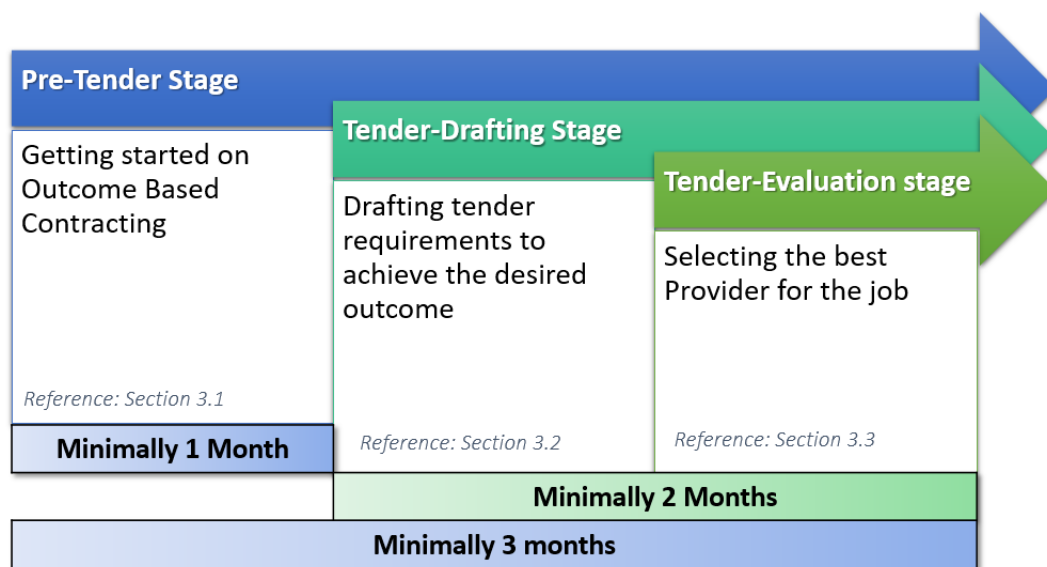 Pre-Tender Stage
Getting started on
Outcome Based
Contracting
Reference: Section 3.1
Minimally 1 Month
Tender-Drafting Stage
Drafting tender
requirements to
achieve the desired
outcome
Reference: Section 3.2
Tender-Evaluation stage
Selecting the best
Provider for the job
Reference: Section 3.3
Minimally 2 Months
Minimally 3 months